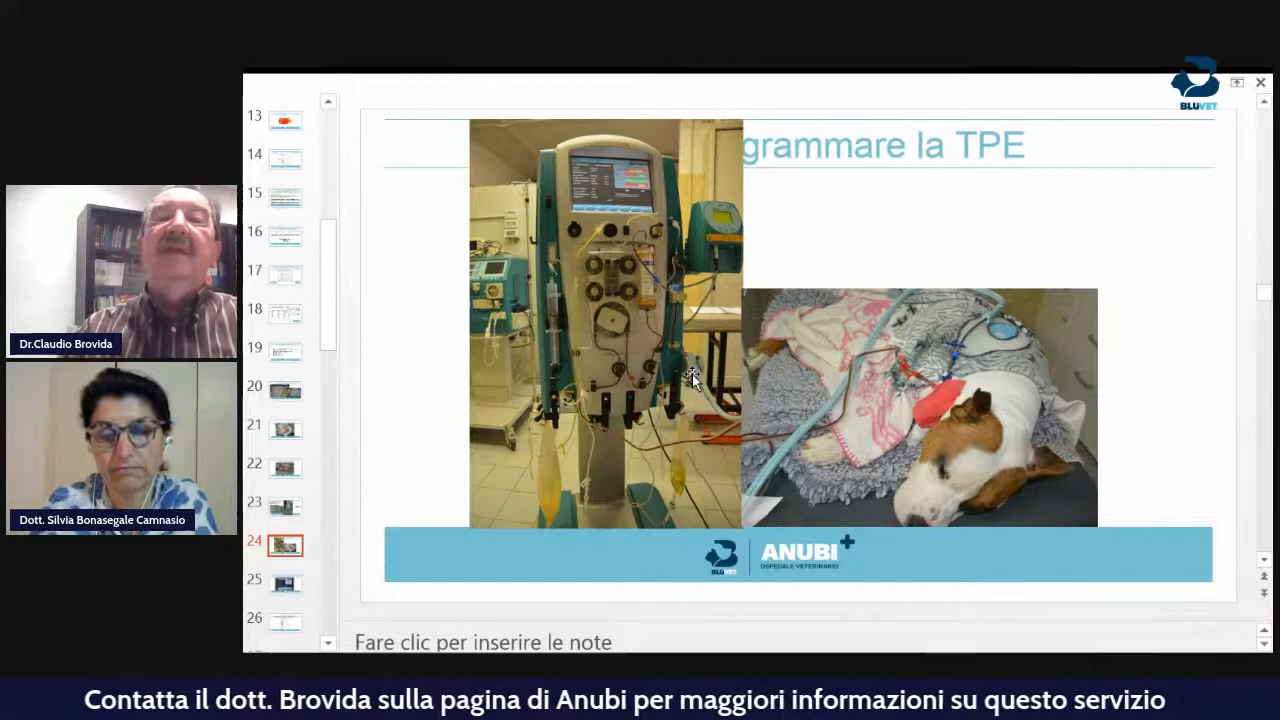 13
14
15
16
17
18
19
20
21
22
23
24
25
26
BLUVET
grammare la TPE
Dr.Claudio Brovida
Dott. Silvia Bonasegale Camnasio
BLUVET
ANUBI
OSPEDALE VETERINARIO
Fare clic per inserire le note
Contatta il dott. Brovida sulla pagina di Anubi per maggiori informazioni su questo servizio